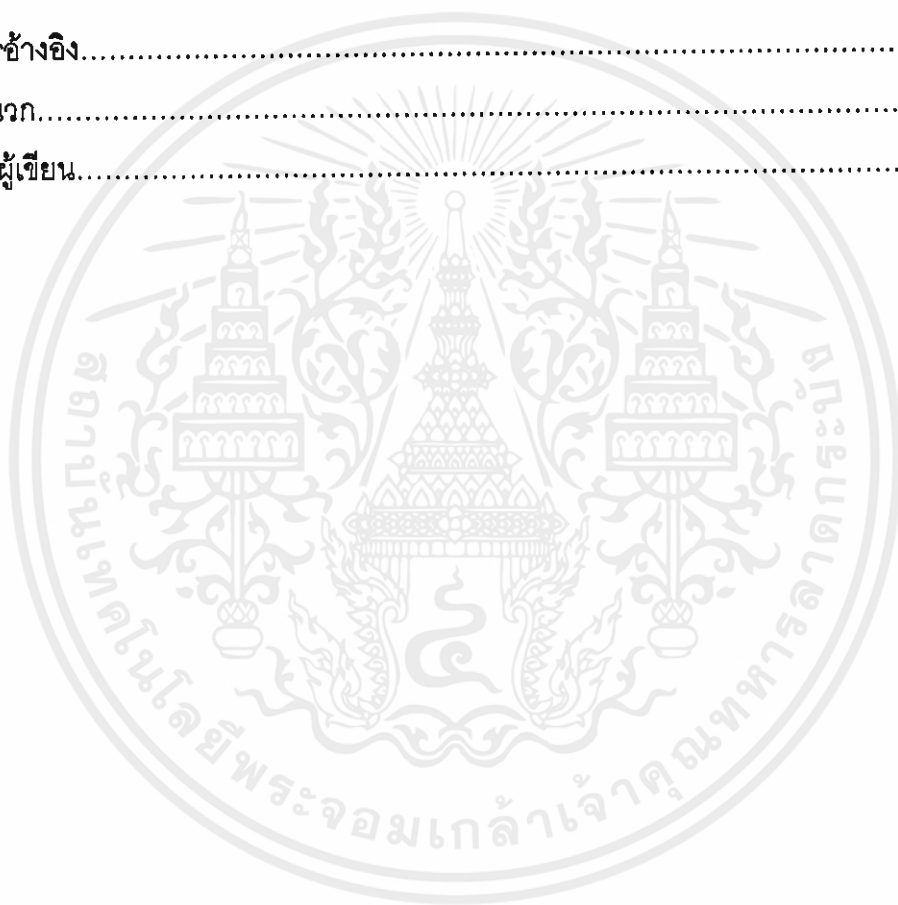 อ้างอิง..........................................................................................
นวก..........................................................................................
ผู้เขียน..........................................................................................
สถาบันเทคโนโลยีพระจอมเกล้าเจ้าคุณทหารลาดกระบัง